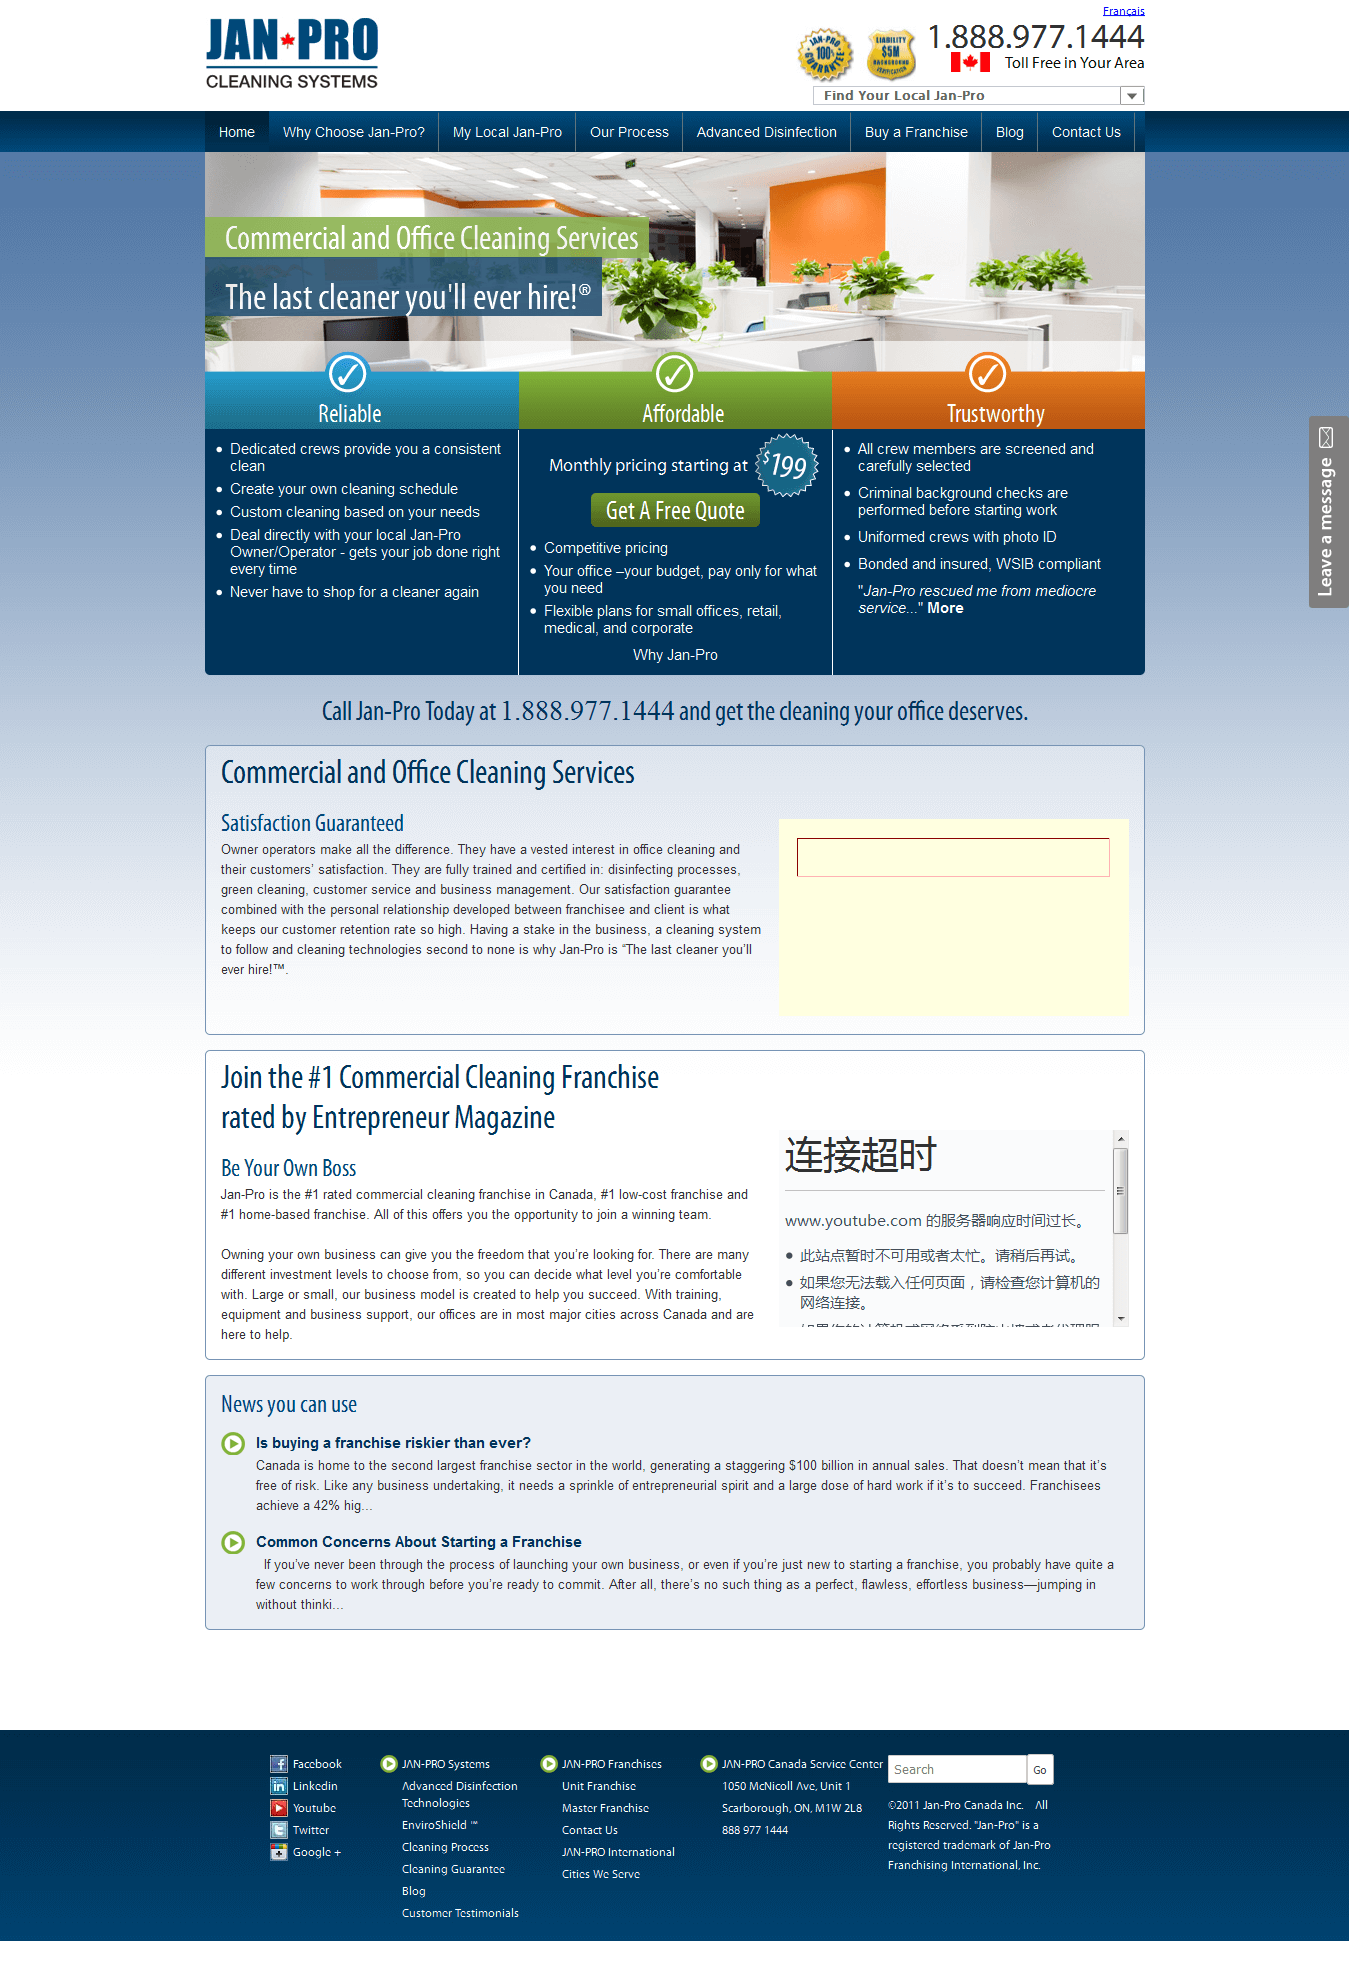 JAN PRO
CLEANING SYSTEMS
JAN-PRO
100%
GUARANTEE
LIABILITY
$5M
BACKGROUND
VERIFICATION
Français
1.888.977.1444
Toll Free in Your Area
Find Your Local Jan-Pro
Home Why Choose Jan-Pro? My Local Jan-Pro Our Process Advanced Disinfection Buy a Franchise Blog Contact Us
Commercial and Office Cleaning Services
The last cleaner you'll ever hire!®
Reliable
Dedicated crews provide you a consistent
clean
Create your own cleaning schedule
Custom cleaning based on your needs
Deal directly with your local Jan-Pro
Owner/Operator - gets your job done right
every time
Never have to shop for a cleaner again
Affordable
Monthly pricing starting at $199
Get A Free Quote
Competitive pricing
Your office –your budget, pay only for what
you need
Flexible plans for small offices, retail,
medical, and corporate
Why Jan-Pro
Trustworthy
All crew members are screened and
carefully selected
Criminal background checks are
performed before starting work
Uniformed crews with photo ID
Bonded and insured, WSIB compliant
"Jan-Pro rescued me from mediocre
service..." More
Leave a message
Call Jan-Pro Today at 1.888.977.1444 and get the cleaning your office deserves.
Commercial and Office Cleaning Services
Satisfaction Guaranteed
Owner operators make all the difference. They have a vested interest in office cleaning and
their customers’ satisfaction. They are fully trained and certified in: disinfecting processes,
green cleaning, customer service and business management. Our satisfaction guarantee
combined with the personal relationship developed between franchisee and client is what
keeps our customer retention rate so high. Having a stake in the business, a cleaning system
to follow and cleaning technologies second to none is why Jan-Pro is “The last cleaner you’ll
ever hire!™.
Join the #1 Commercial Cleaning Franchise
rated by Entrepreneur Magazine
Be Your Own Boss
Jan-Pro is the #1 rated commercial cleaning franchise in Canada, #1 low-cost franchise and
#1 home-based franchise. All of this offers you the opportunity to join a winning team.
Owning your own business can give you the freedom that you’re looking for. There are many
different investment levels to choose from, so you can decide what level you’re comfortable
with. Large or small, our business model is created to help you succeed. With training,
equipment and business support, our offices are in most major cities across Canada and are
here to help.
连接超时
www.youtube.com 的服务器响应时间过长。
此站点暂时不可用或者太忙。请稍后再试。
如果您无法载入任何页面，请检查您计算机的
网络连接。
News you can use
Is buying a franchise riskier than ever?
Canada is home to the second largest franchise sector in the world, generating a staggering $100 billion in annual sales. That doesn’t mean that it’s
free of risk. Like any business undertaking, it needs a sprinkle of entrepreneurial spirit and a large dose of hard work if it’s to succeed. Franchisees
achieve a 42% hig...
Common Concerns About Starting a Franchise
If you’ve never been through the process of launching your own business, or even if you’re just new to starting a franchise, you probably have quite a
few concerns to work through before you’re ready to commit. After all, there’s no such thing as a perfect, flawless, effortless business—jumping in
without thinki...
Facebook
Linkedin
Youtube
Twitter
Google +
JAN-PRO Systems
Advanced Disinfection
Technologies
EnviroShield ™
Cleaning Process
Cleaning Guarantee
Blog
Customer Testimonials
JAN-PRO Franchises
Unit Franchise
Master Franchise
Contact Us
JAN-PRO International
Cities We Serve
JAN-PRO Canada Service Center
1050 McNicoll Ave, Unit 1
Scarborough, ON, M1W 2L8
888 977 1444
Search Go
©2011 Jan-Pro Canada Inc. All
Rights Reserved. "Jan-Pro" is a
registered trademark of Jan-Pro
Franchising International, Inc.